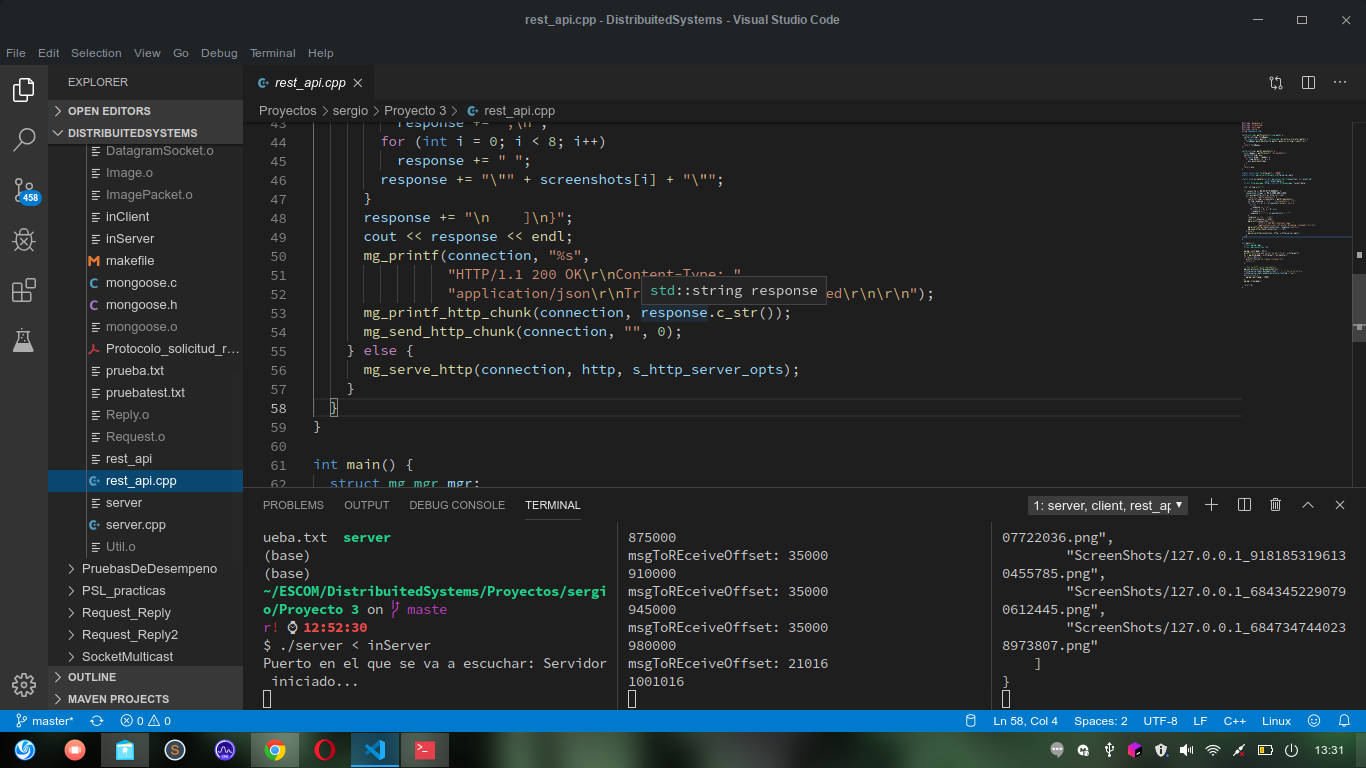 rest_api.cpp - DistribuitedSystems - Visual Studio Code
File Edit Selection View Go Debug Terminal Help
EXPLORER
OPEN EDITORS
DISTRIBUITEDSYSTEMS
DatagramSocket.o
Image.o
ImagePacket.o
inClient
inServer
makefile
mongoose.c
mongoose.h
mongoose.o
Protocolo_solicitud_r...
prueba.txt
pruebatest.txt
Reply.o
Request.o
rest_api
rest_api.cpp
server
server.cpp
Util.o
PruebasDeDesempeno
PSL_practicas
Request_Reply
Request_Reply2
SocketMulticast
OUTLINE
MAVEN PROJECTS
458
rest_api.cpp
Proyectos > sergio > Proyecto 3 > rest_api.cpp
43 response += ",\n";
44 for (int i = 0; i < 8; i++)
45 response += " ";
46 response += "\"" + screenshots[i] + "\"";
47 }
48 response += "\n    ]\n}";
49 cout << response << endl;
50 mg_printf(connection, "%s",
51 "HTTP/1.1 200 OK\r\nContent-Type: "
52 "application/json\r\nTr ed\r\n\r\n");
std::string response
53 mg_printf_http_chunk(connection, response.c_str());
54 mg_send_http_chunk(connection, "", 0);
55 } else {
56 mg_serve_http(connection, http, s_http_server_opts);
57 }
58 }
59 }
60
61 int main() {
62 struct mg_mgr mgr;
PROBLEMS OUTPUT DEBUG CONSOLE TERMINAL
1: server, client, rest_ap
ueba.txt  server
(base)
(base)
~/ESCOM/DistribuitedSystems/Proyectos/sergi
o/Proyecto 3 on maste
r! 12:52:30
$ ./server < inServer
Puerto en el que se va a escuchar: Servidor
iniciado...
875000
msgToREceiveOffset: 35000
910000
msgToREceiveOffset: 35000
945000
msgToREceiveOffset: 35000
980000
msgToREceiveOffset: 21016
1001016
07722036.png",
"ScreenShots/127.0.0.1_918185319613
0455785.png",
"ScreenShots/127.0.0.1_684345229079
0612445.png",
"ScreenShots/127.0.0.1_684734744023
8973807.png"
]
}
master* 0 0 Ln 58, Col 4 Spaces: 2 UTF-8 LF C++ Linux
13:31